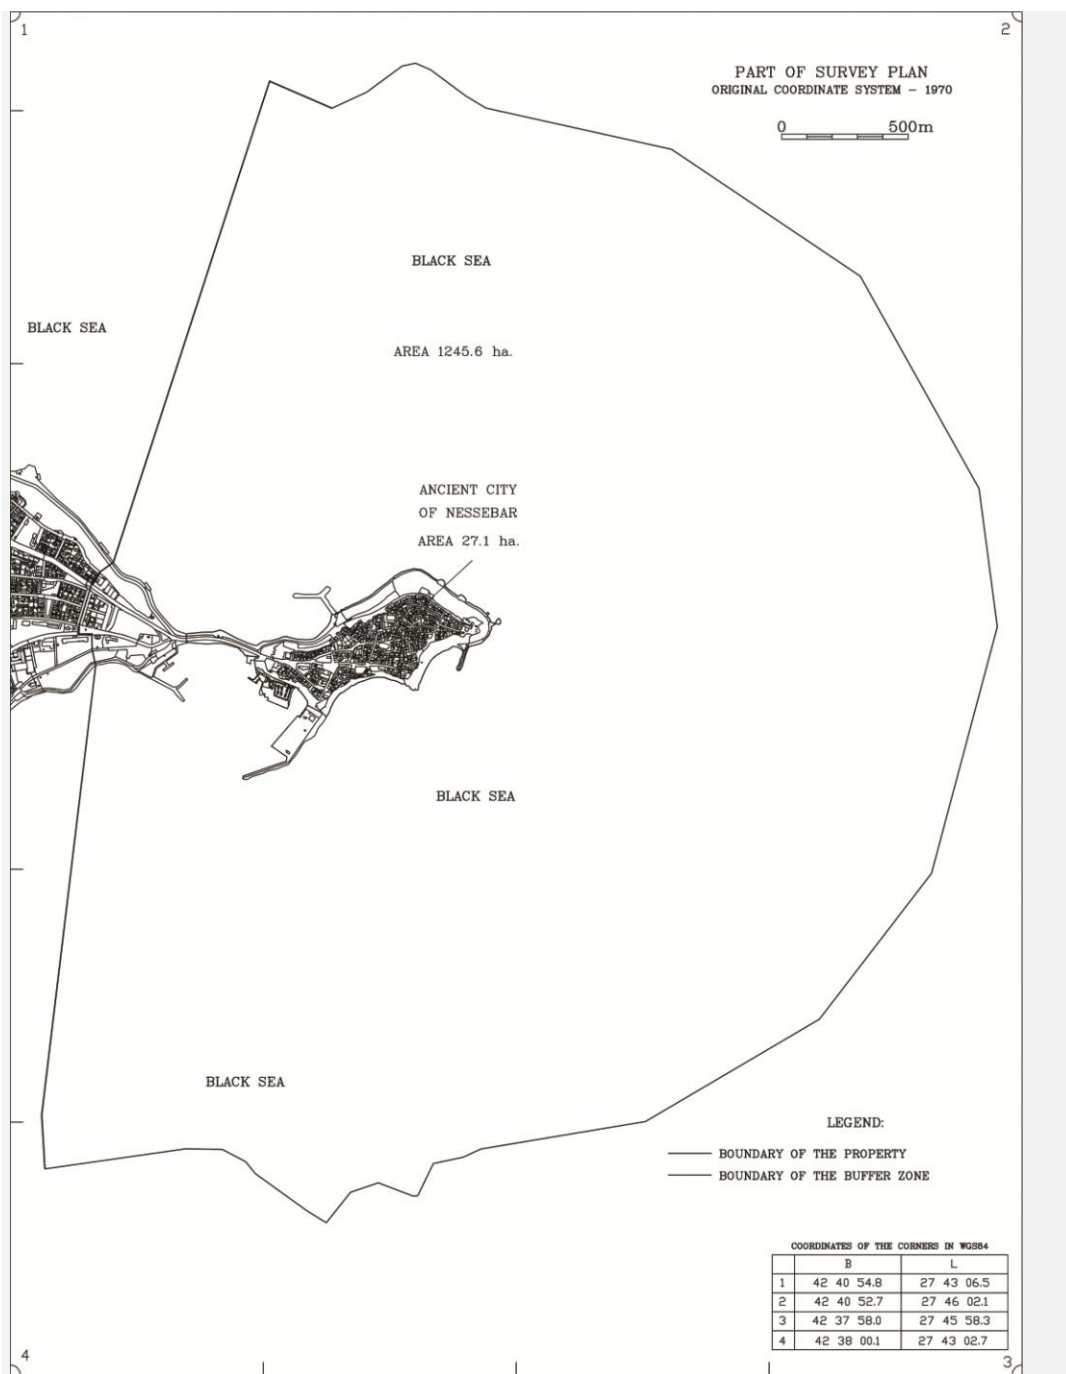 1
2
PART OF SURVEY PLAN
ORIGINAL COORDINATE SYSTEM – 1970
0 500m
BLACK SEA
BLACK SEA
AREA 1245.6 ha.
ANCIENT CITY
OF NESSEBAR
AREA 27.1 ha.
BLACK SEA
BLACK SEA
LEGEND:
BOUNDARY OF THE PROPERTY
BOUNDARY OF THE BUFFER ZONE
COORDINATES OF THE CORNERS IN WGS84
B L
1 42 40 54.8 27 43 06.5
2 42 40 52.7 27 46 02.1
3 42 37 58.0 27 45 58.3
4 42 38 00.1 27 43 02.7
4
3